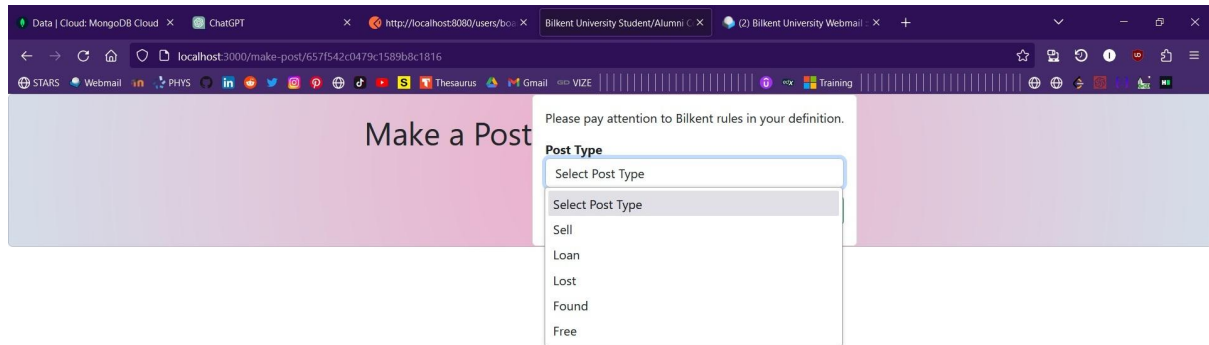 Data | Cloud: MongoDB Cloud
ChatGPT
http://localhost:8080/users/boa
Bilkent University Student/Alumni C
(2) Bilkent University Webmail :
localhost:3000/make-post/657f542c0479c1589b8c1816
STARS Webmail PHYS Thesaurus Gmail VIZE Training
Make a Post
Please pay attention to Bilkent rules in your definition.
Post Type
Select Post Type
Select Post Type
Sell
Loan
Lost
Found
Free